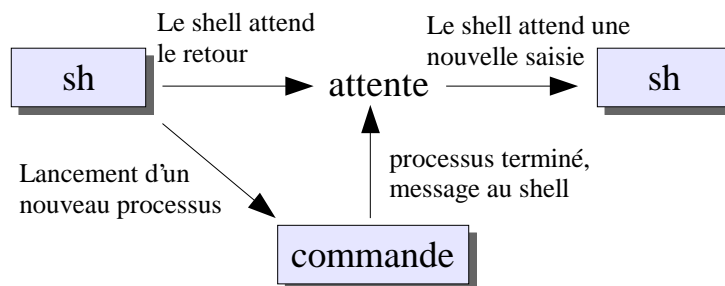 Le shell attend
le retour
Le shell attend une
nouvelle saisie
sh
attente
sh
Lancement d'un
nouveau processus
processus terminé,
message au shell
commande